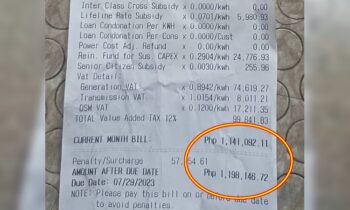 Inter Class Cross Subsidy x 0.0000/kwh 0.00
Lifeline Rate Subsidy x 0.0701/kwh 5,980.93
Loan Condonation Per KWH x 0.0000/kwh 0.00
Loan Condonation Per Cons x 0.0000/Cust 0.00
Power Cost Adj. Refund x 0.0000/kwh 0.00
Rein. Fund for Sus. CAPEX x 0.2904/kwh 24,776.93
Senior Citizen Subsidy x 0.0030/kwh 255.96
Vat Detail
Generation VAT x 0.8942/kwh 74,619.27
Transmission VAT x 1.0154/kwh 8,011.21
DSM VAT x 0.1200/kwh 17,211.35
TOTAL Value Added TAX 12% 99,841.83
CURRENT MONTH BILL: Php 1,141,092.11
Penalty/Surcharge 57,054.61
AMOUNT AFTER DUE DATE Php 1,198,146.72
Due Date: 07/29/2023
Note: Please pay this bill on or before due date
to avoid penalties